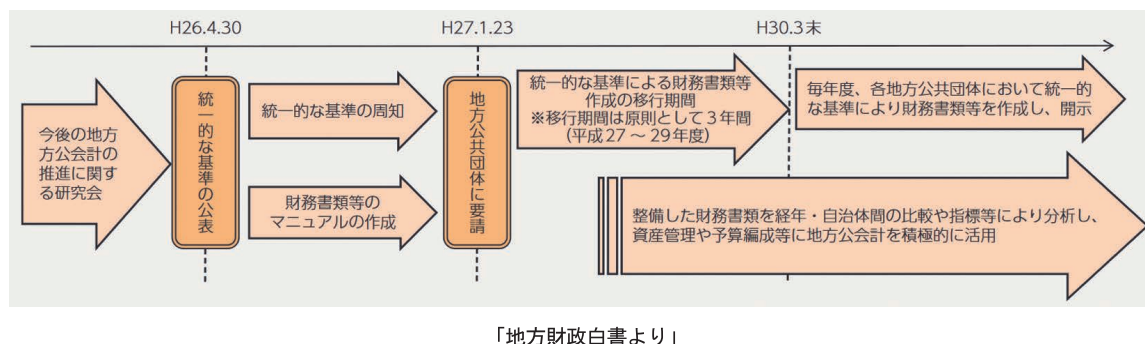 H26.4.30
H27.1.23
H30.3末
今後の地方
方公会計の
推進に関す
る研究会
統一的な基準の公表
統一的な基準の周知
財務書類等の
マニュアルの作成
地方公共団体に要請
統一的な基準による財務書類等
作成の移行期間
※移行期間は原則として3年間
(平成27~29年度)
毎年度、各地方公共団体において統一的
な基準により財務書類等を作成し、開示
整備した財務書類を経年・自治体間の比較や指標等により分析し、
資産管理や予算編成等に地方公会計を積極的に活用
「地方財政白書より」